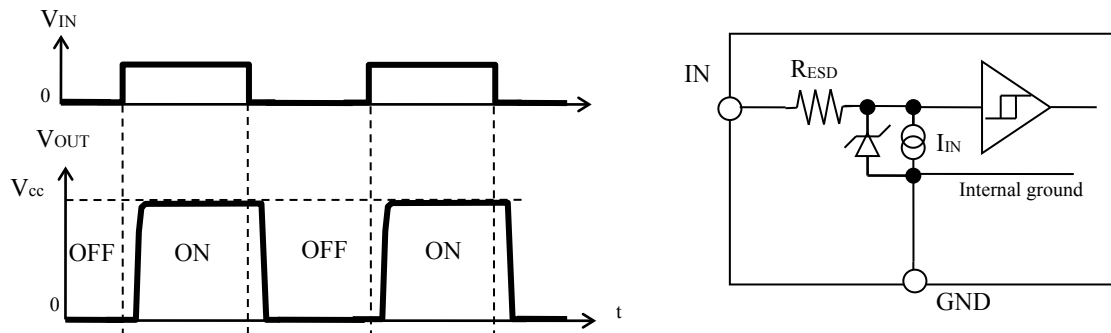 VIN
0
VOUT
Vcc
OFF
ON
OFF
ON
0
t
IN
RESD
IIN
Internal ground
GND